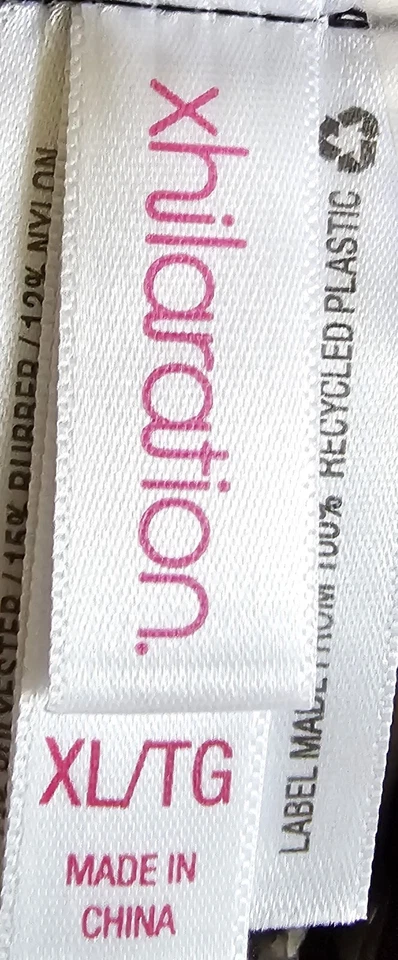 xhilaration.
XL/TG
MADE IN
CHINA
LABEL MADE FROM 100% RECYCLED PLASTIC
/ 15% RUBBER / 12% NYLON